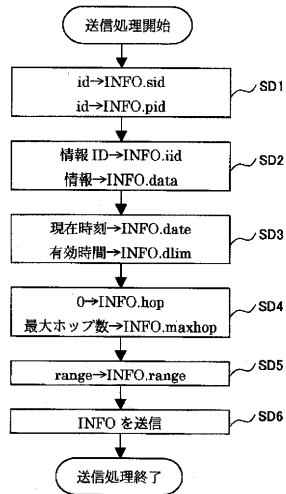 送信処理開始
id→INFO.sid
id→INFO.pid
SD1
情報 ID→INFO.iid
情報→INFO.data
SD2
現在時刻→INFO.date
有効時間→INFO.dlim
SD3
0→INFO.hop
最大ホップ数→INFO.maxhop
SD4
range→INFO.range
SD5
INFO を送信
SD6
送信処理終了